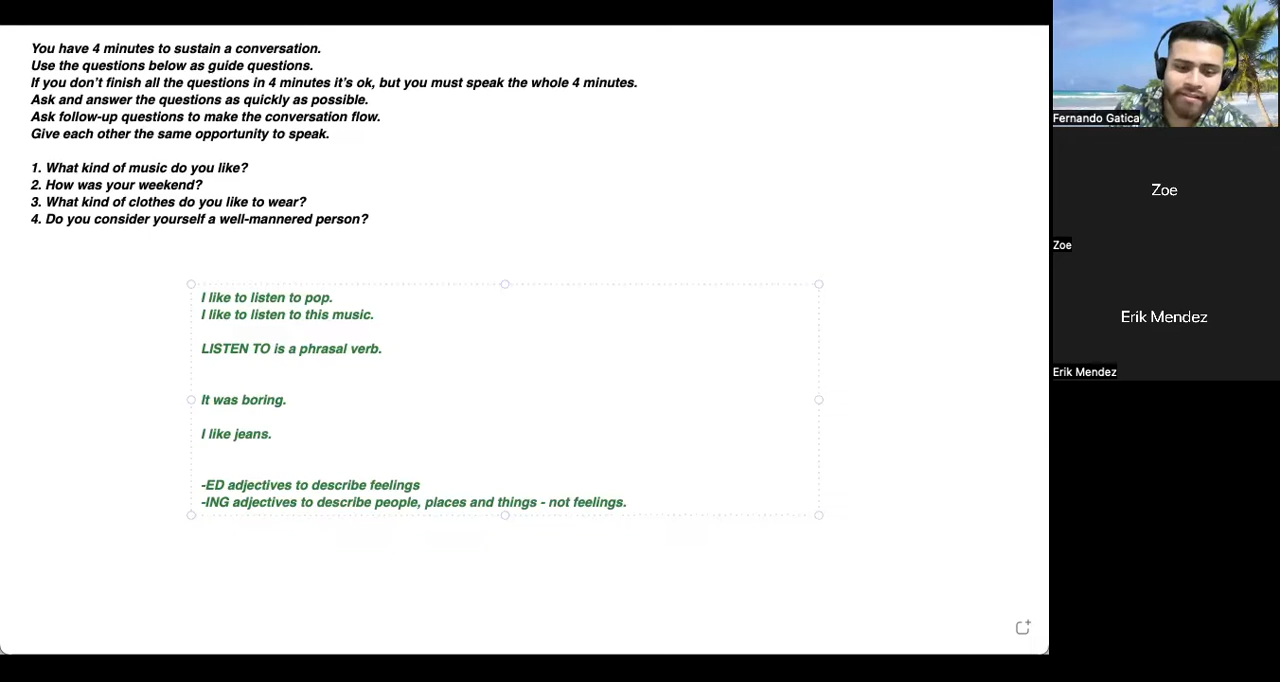 You have 4 minutes to sustain a conversation.
Use the questions below as guide questions.
If you don't finish all the questions in 4 minutes it's ok, but you must speak the whole 4 minutes.
Ask and answer the questions as quickly as possible.
Ask follow-up questions to make the conversation flow.
Give each other the same opportunity to speak.
1. What kind of music do you like?
2. How was your weekend?
3. What kind of clothes do you like to wear?
4. Do you consider yourself a well-mannered person?
I like to listen to pop.
I like to listen to this music.
LISTEN TO is a phrasal verb.
It was boring.
I like jeans.
-ED adjectives to describe feelings
-ING adjectives to describe people, places and things - not feelings.
Fernando Gatica
Zoe
Zoe
Erik Mendez
Erik Mendez